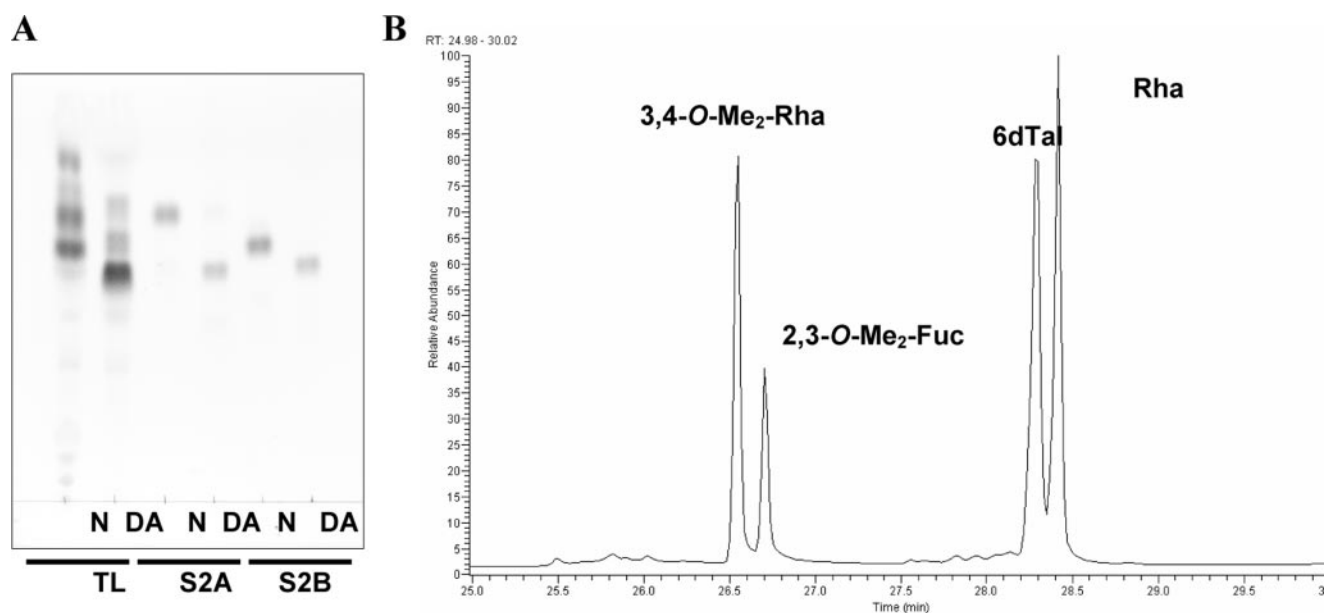 A
N DA N DA N DA
TL S2A S2B
B
RT: 24.98 - 30.02
100
95
90
85
80
75
70
65
60
55
50
45
40
35
30
25
20
15
10
5
0
Relative Abundance
3,4-O-Me₂-Rha
2,3-O-Me₂-Fuc
6dTal
Rha
25.0 25.5 26.0 26.5 27.0 27.5 28.0 28.5 29.0 29.5
Time (min)